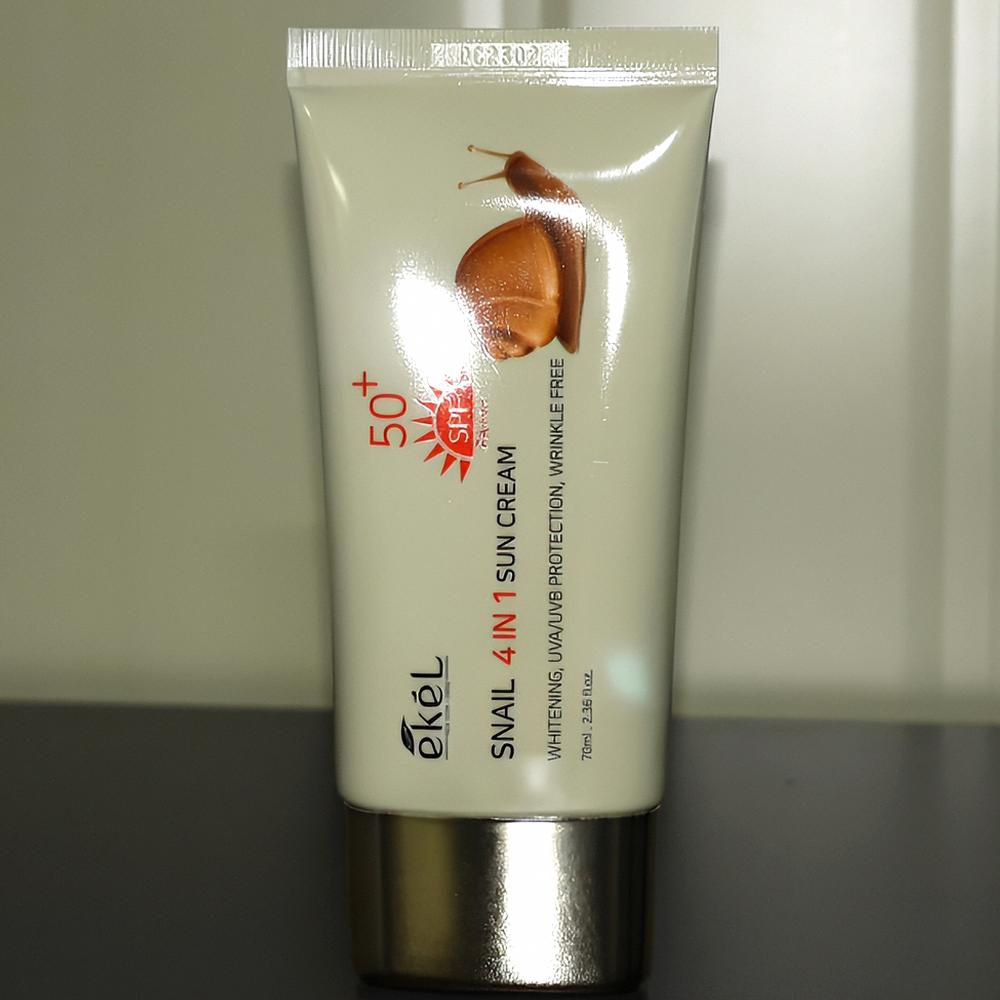 ekéL
SNAIL 4 IN 1 SUN CREAM
50+
SPF
WHITENING, UVA/UVB PROTECTION, WRINKLE FREE
70ml . 2.36 fl.oz